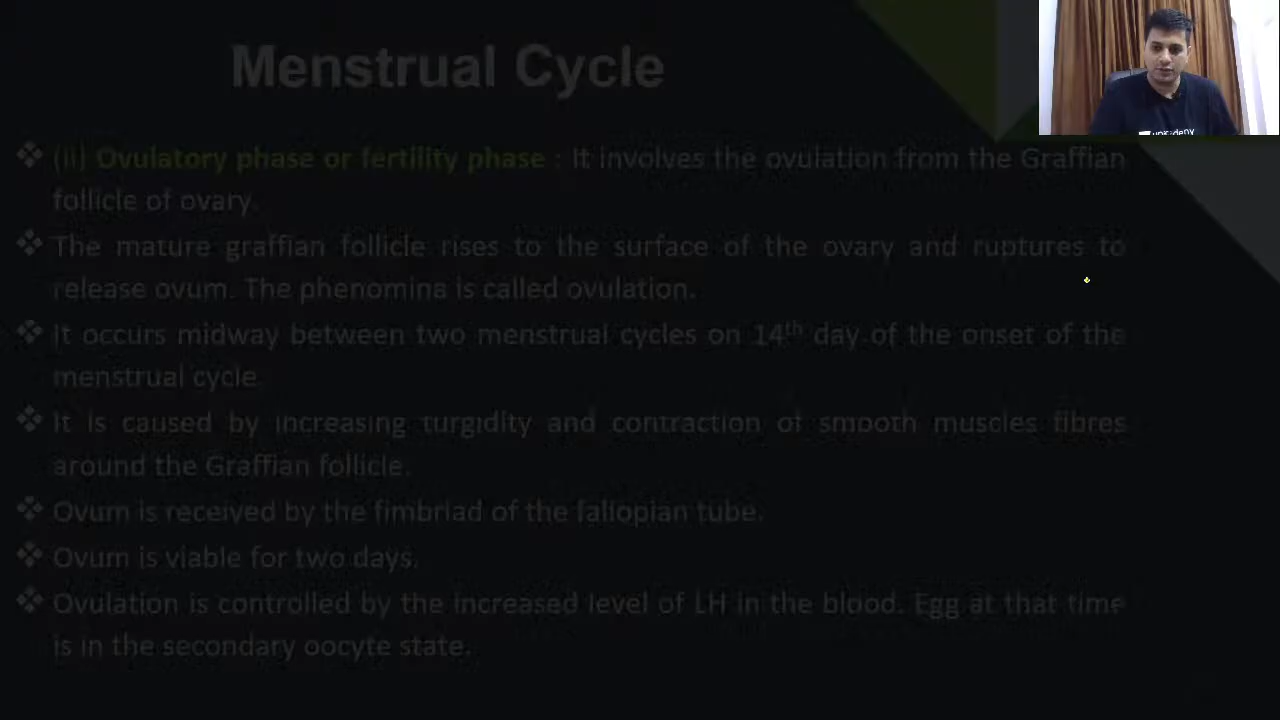 Menstrual Cycle
(ii) Ovulatory phase or fertility phase : It involves the ovulation from the Graffian
follicle of ovary.
The mature graffian follicle rises to the surface of the ovary and ruptures to
release ovum. The phenomina is called ovulation.
It occurs midway between two menstrual cycles on 14th day of the onset of the
menstrual cycle.
It is caused by increasing turgidity and contraction of smooth muscles fibres
around the Graffian follicle.
Ovum is received by the fimbriad of the fallopian tube.
Ovum is viable for two days.
Ovulation is controlled by the increased level of LH in the blood. Egg at that time
is in the secondary oocyte state.